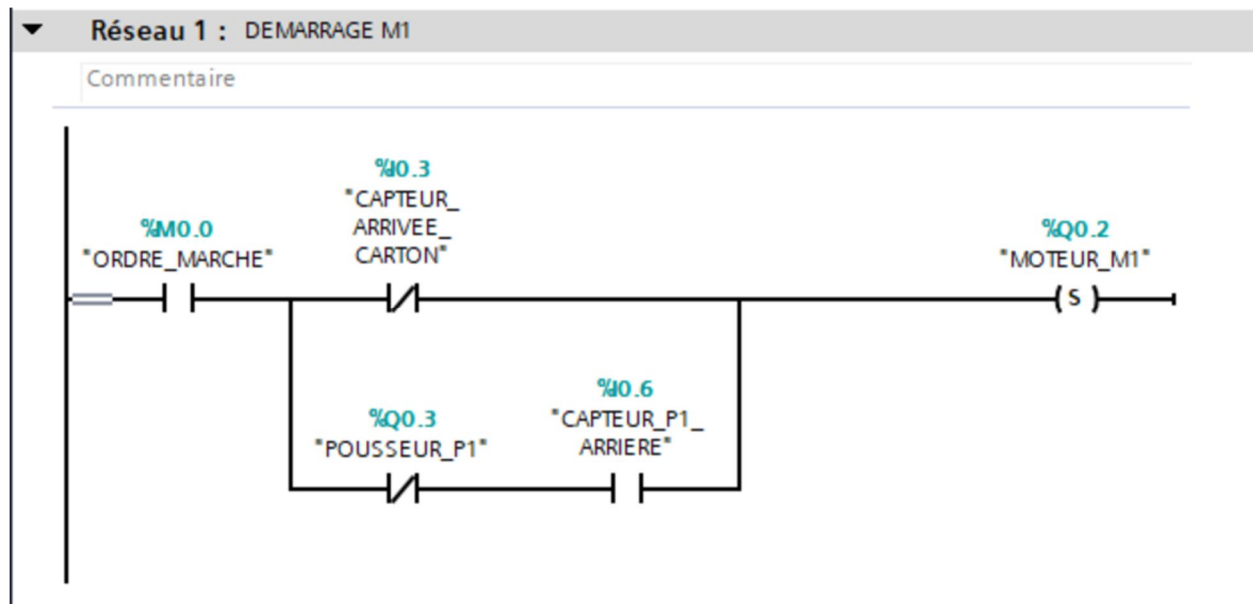 Réseau 1 : DEMARRAGE M1
Commentaire
%I0.3
"CAPTEUR_
ARRIVEE_
CARTON"
%M0.0
"ORDRE_MARCHE"
%Q0.2
"MOTEUR_M1"
( S )
%I0.6
"CAPTEUR_P1_
ARRIERE"
%Q0.3
"POUSSEUR_P1"